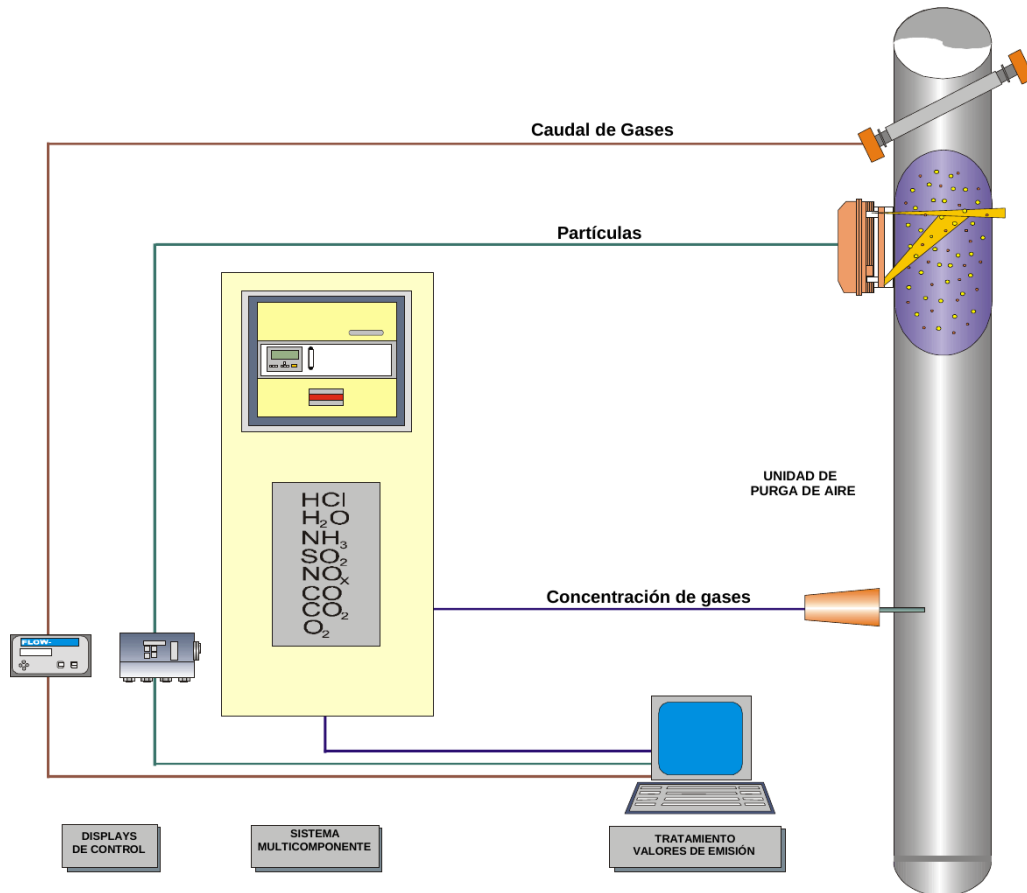 Caudal de Gases
Partículas
UNIDAD DE
PURGA DE AIRE
HCl
H2O
NH3
SO2
NOx
CO
CO2
O2
Concentración de gases
FLOW-
DISPLAYS
DE CONTROL
SISTEMA
MULTICOMPONENTE
TRATAMIENTO
VALORES DE EMISIÓN